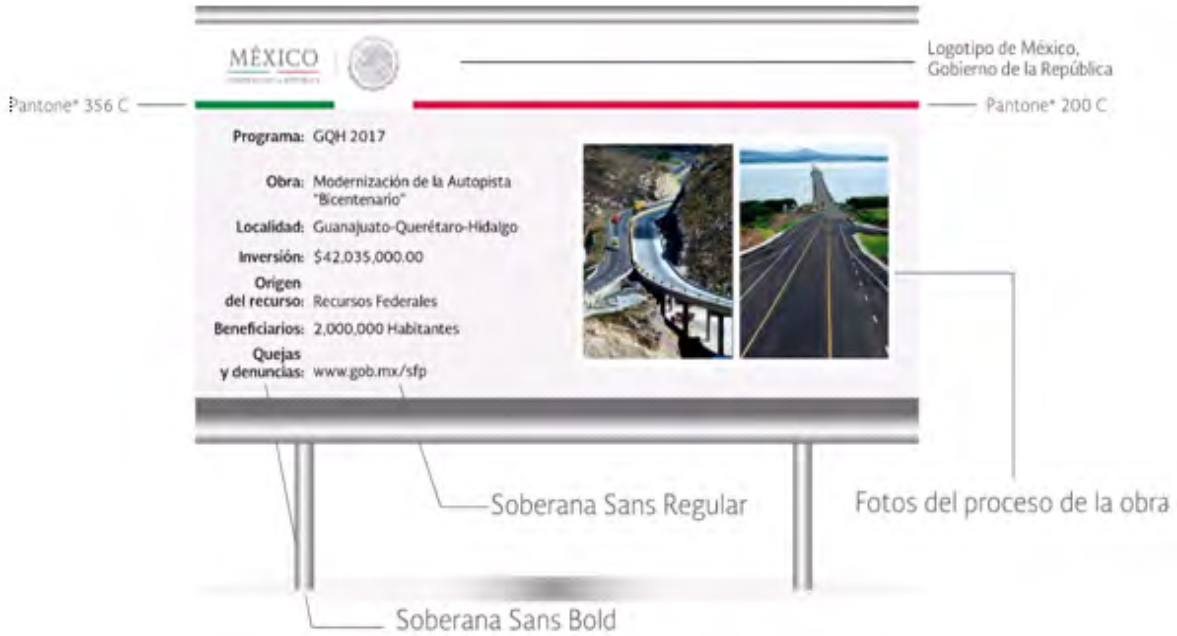 MÉXICO
Logotipo de México,
Gobierno de la República
Pantone* 356 C
Pantone* 200 C
Programa: GQH 2017
Obra: Modernización de la Autopista
"Bicentenario"
Localidad: Guanajuato-Querétaro-Hidalgo
Inversión: $42,035,000.00
Origen
del recurso: Recursos Federales
Beneficiarios: 2,000,000 Habitantes
Quejas
y denuncias: www.gob.mx/sfp
Soberana Sans Regular
Fotos del proceso de la obra
Soberana Sans Bold